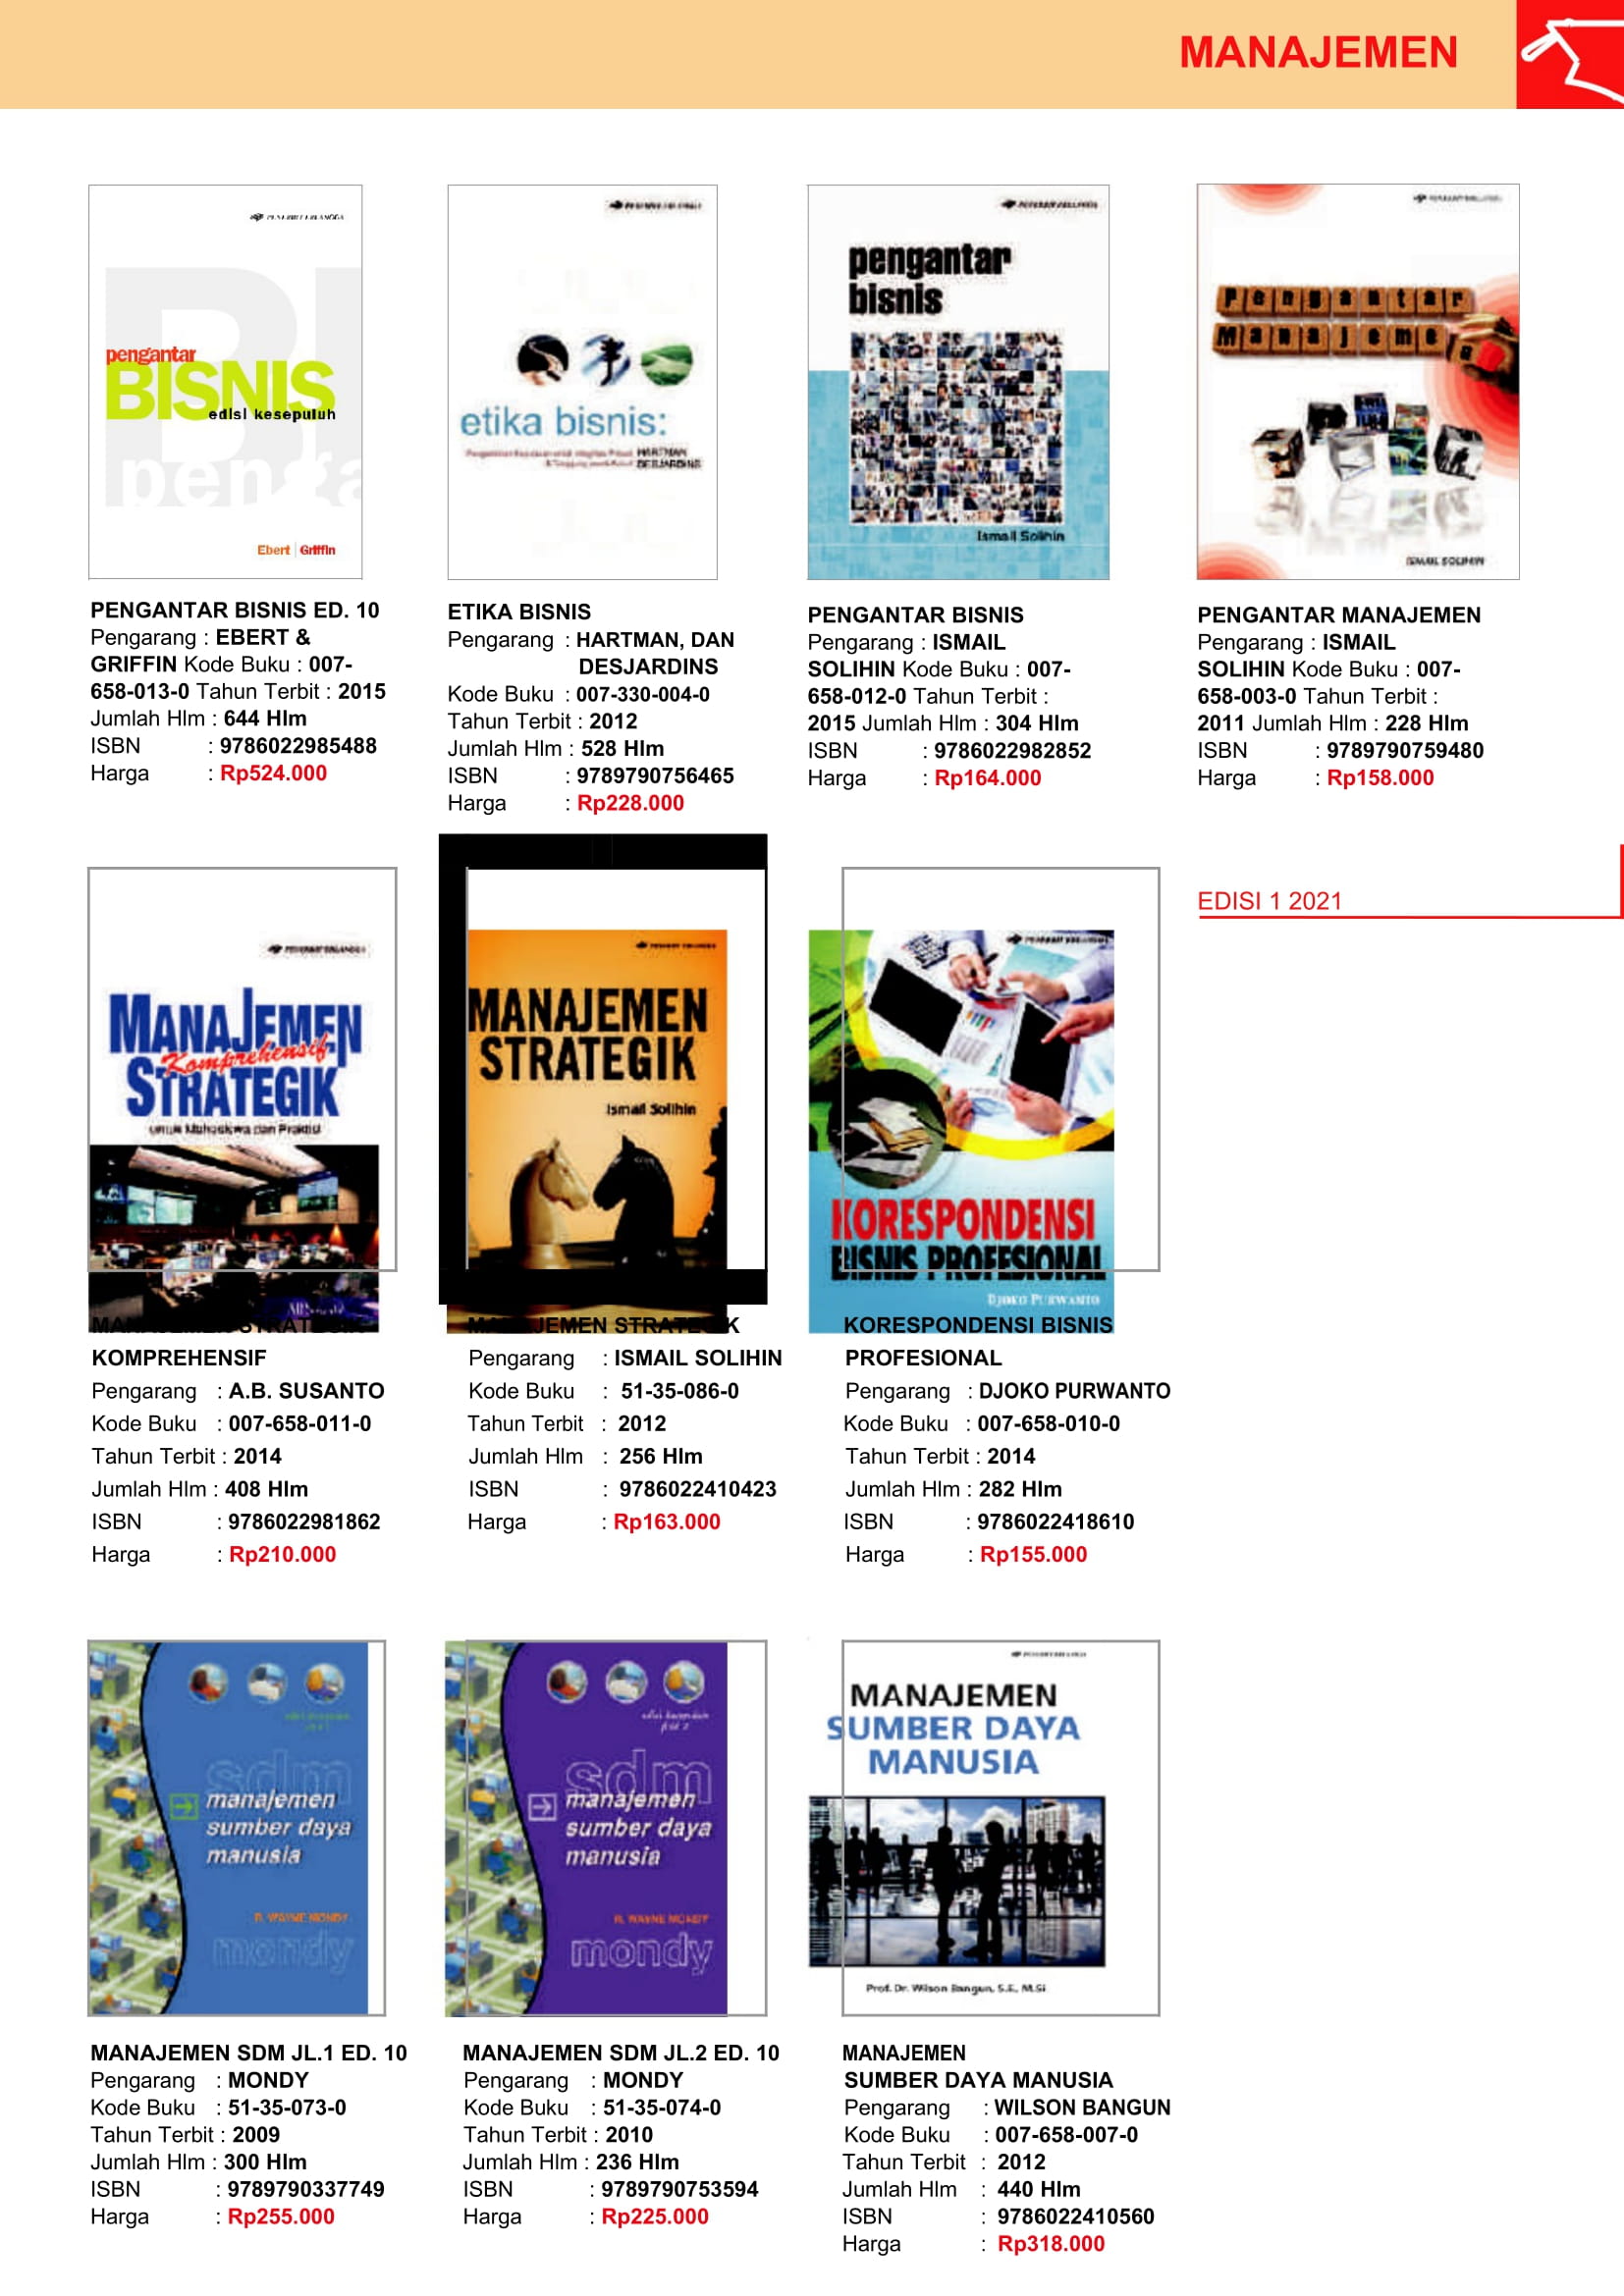 MANAJEMEN
pengantar
BISNIS
edisi kesepuluh
penga
Ebert | Griffin
etika bisnis:
HARTMAN
DESJARDINS
pengantar
bisnis
Ismail Solihin
Pengantar
Manajemen
ISMAIL SOLIHIN
PENGANTAR BISNIS ED. 10
Pengarang : EBERT &
GRIFFIN Kode Buku : 007-
658-013-0 Tahun Terbit : 2015
Jumlah Hlm : 644 Hlm
ISBN : 9786022985488
Harga : Rp524.000
ETIKA BISNIS
Pengarang : HARTMAN, DAN
DESJARDINS
Kode Buku : 007-330-004-0
Tahun Terbit : 2012
Jumlah Hlm : 528 Hlm
ISBN : 9789790756465
Harga : Rp228.000
PENGANTAR BISNIS
Pengarang : ISMAIL
SOLIHIN Kode Buku : 007-
658-012-0 Tahun Terbit :
2015 Jumlah Hlm : 304 Hlm
ISBN : 9786022982852
Harga : Rp164.000
PENGANTAR MANAJEMEN
Pengarang : ISMAIL
SOLIHIN Kode Buku : 007-
658-003-0 Tahun Terbit :
2011 Jumlah Hlm : 228 Hlm
ISBN : 9789790759480
Harga : Rp158.000
EDISI 1 2021
MANAJEMEN
Komprehensif
STRATEGIK
untuk Mahasiswa dan Praktisi
MANAJEMEN
STRATEGIK
Ismail Solihin
KORESPONDENSI
BISNIS PROFESIONAL
DJOKO PURWANTO
MANAJEMEN STRATEGIK
KOMPREHENSIF
Pengarang : A.B. SUSANTO
Kode Buku : 007-658-011-0
Tahun Terbit : 2014
Jumlah Hlm : 408 Hlm
ISBN : 9786022981862
Harga : Rp210.000
MANAJEMEN STRATEGIK
Pengarang : ISMAIL SOLIHIN
Kode Buku : 51-35-086-0
Tahun Terbit : 2012
Jumlah Hlm : 256 Hlm
ISBN : 9786022410423
Harga : Rp163.000
KORESPONDENSI BISNIS
PROFESIONAL
Pengarang : DJOKO PURWANTO
Kode Buku : 007-658-010-0
Tahun Terbit : 2014
Jumlah Hlm : 282 Hlm
ISBN : 9786022418610
Harga : Rp155.000
sdm
manajemen
sumber daya
manusia
R. WAYNE MONDY
mondy
sdm
manajemen
sumber daya
manusia
R. WAYNE MONDY
mondy
MANAJEMEN
SUMBER DAYA
MANUSIA
Prof. Dr. Wilson Bangun, S.E., M.Si
MANAJEMEN SDM JL.1 ED. 10
Pengarang : MONDY
Kode Buku : 51-35-073-0
Tahun Terbit : 2009
Jumlah Hlm : 300 Hlm
ISBN : 9789790337749
Harga : Rp255.000
MANAJEMEN SDM JL.2 ED. 10
Pengarang : MONDY
Kode Buku : 51-35-074-0
Tahun Terbit : 2010
Jumlah Hlm : 236 Hlm
ISBN : 9789790753594
Harga : Rp225.000
MANAJEMEN
SUMBER DAYA MANUSIA
Pengarang : WILSON BANGUN
Kode Buku : 007-658-007-0
Tahun Terbit : 2012
Jumlah Hlm : 440 Hlm
ISBN : 9786022410560
Harga : Rp318.000